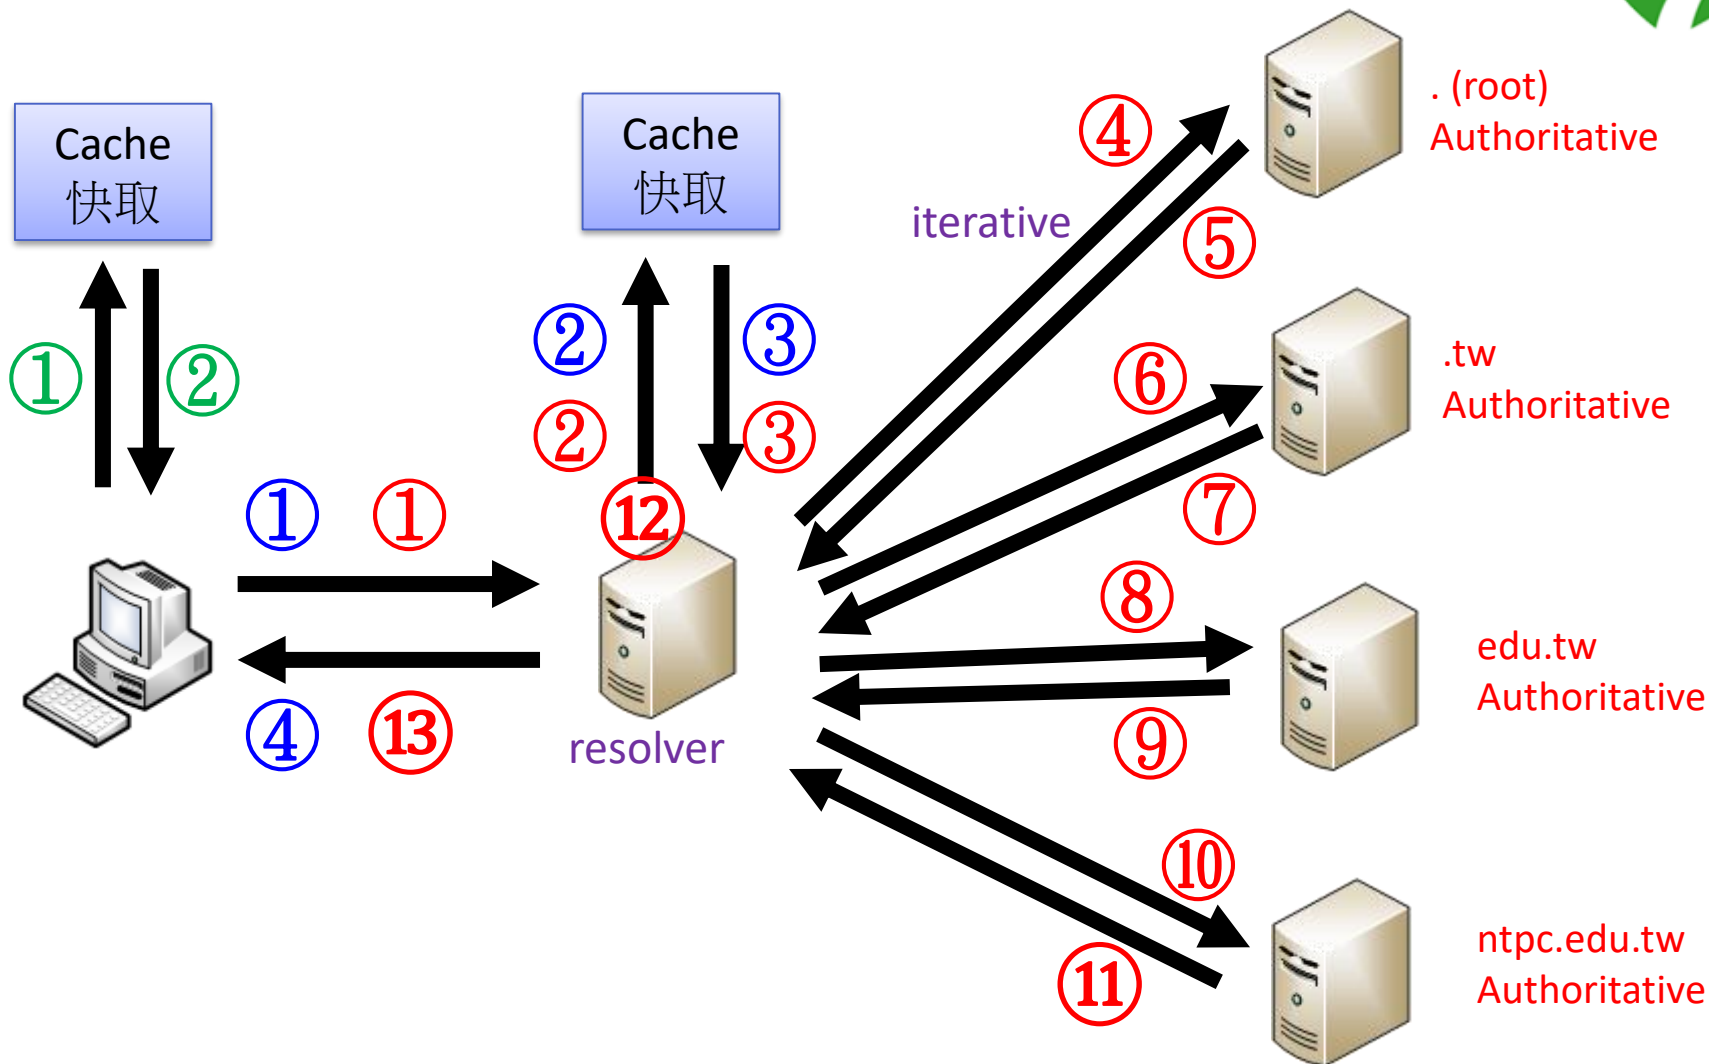 Cache
快取
Cache
快取
④
. (root)
Authoritative
iterative
⑤
①
②
②
③
②
③
⑥
.tw
Authoritative
⑦
①
①
⑫
⑧
edu.tw
Authoritative
④
⑬
resolver
⑨
⑩
ntpc.edu.tw
Authoritative
⑪